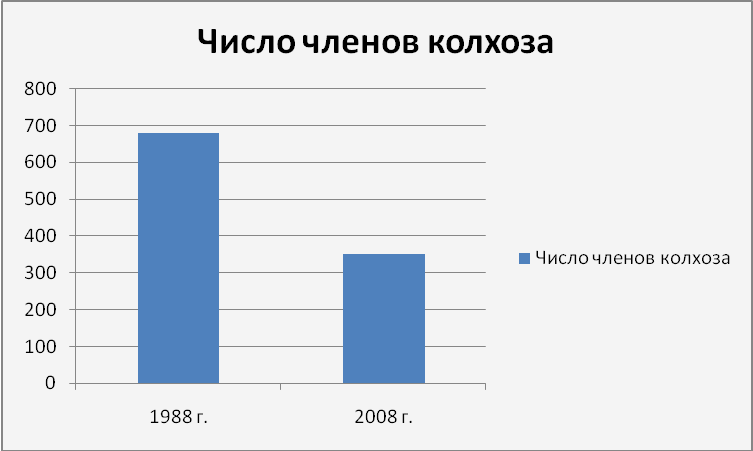 Число членов колхоза
800
700
600
500
400
300
200
100
0
Число членов колхоза
1988 г.
2008 г.